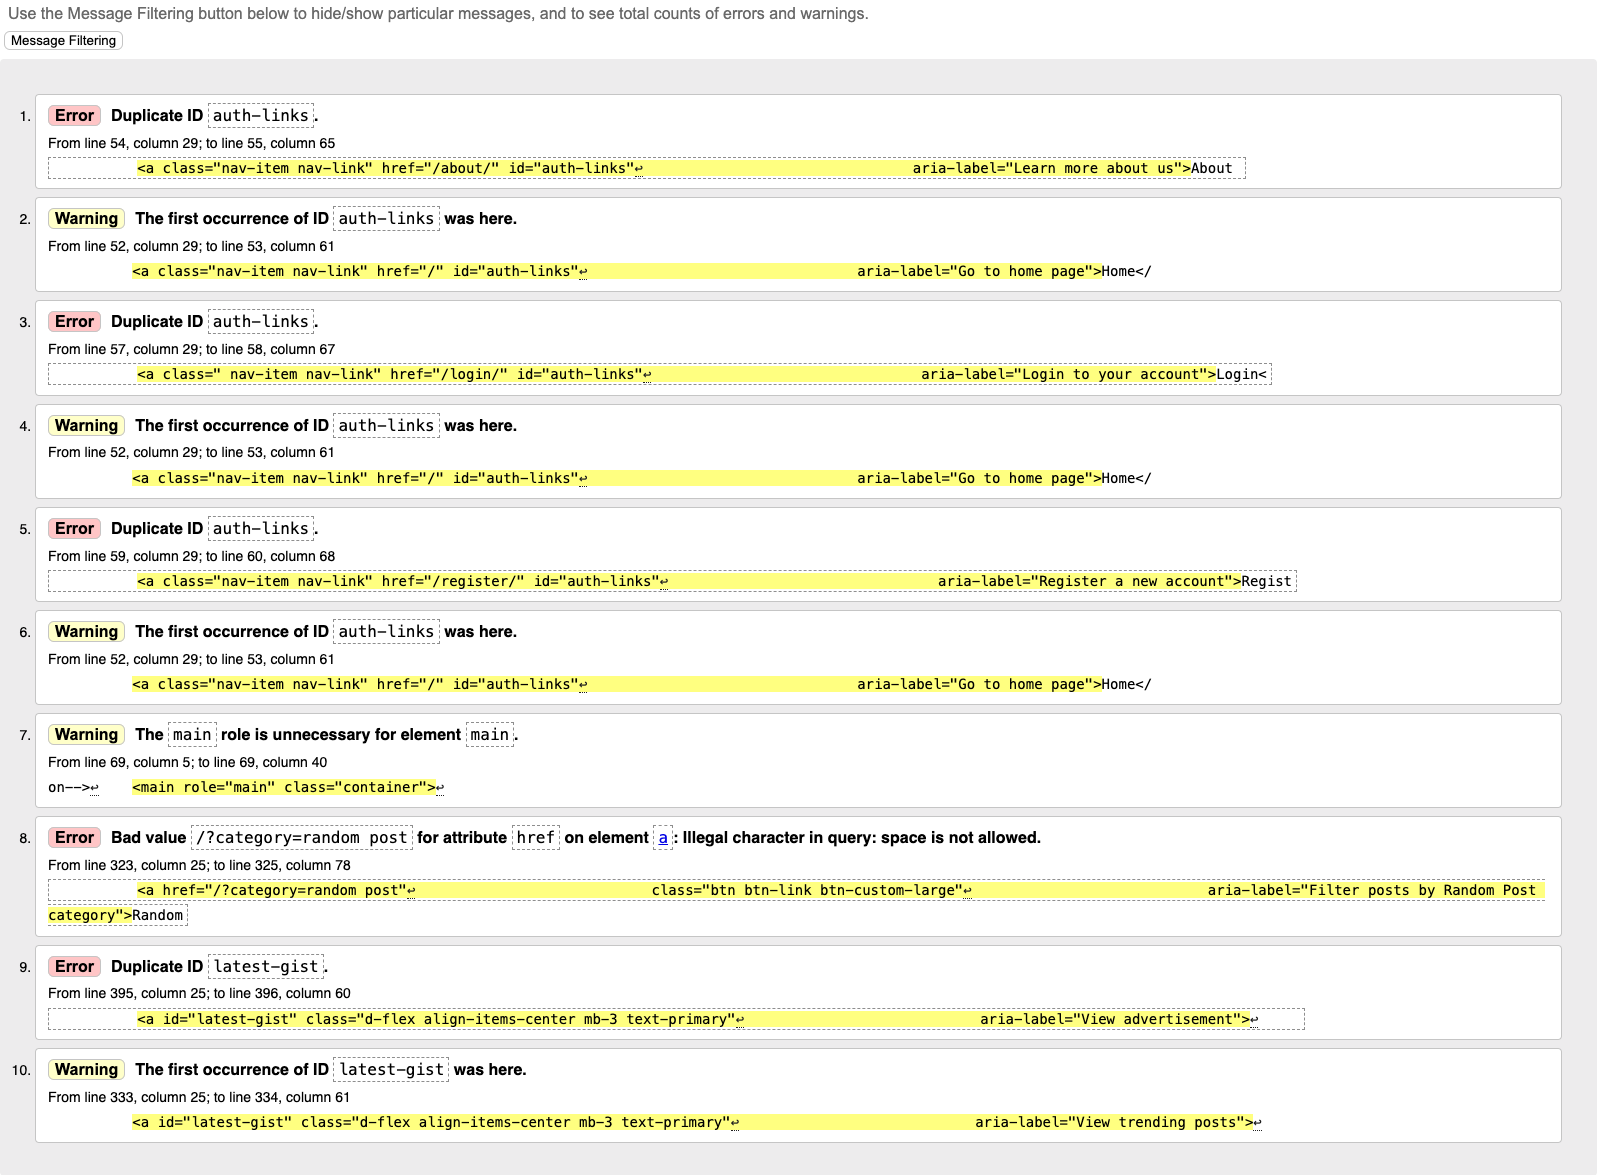 Use the Message Filtering button below to hide/show particular messages, and to see total counts of errors and warnings.
Message Filtering
1. Error Duplicate ID auth-links.
From line 54, column 29; to line 55, column 65
<a class="nav-item nav-link" href="/about/" id="auth-links"↩ aria-label="Learn more about us">About
2. Warning The first occurrence of ID auth-links was here.
From line 52, column 29; to line 53, column 61
<a class="nav-item nav-link" href="/" id="auth-links"↩ aria-label="Go to home page">Home</
3. Error Duplicate ID auth-links.
From line 57, column 29; to line 58, column 67
<a class=" nav-item nav-link" href="/login/" id="auth-links"↩ aria-label="Login to your account">Login<
4. Warning The first occurrence of ID auth-links was here.
From line 52, column 29; to line 53, column 61
<a class="nav-item nav-link" href="/" id="auth-links"↩ aria-label="Go to home page">Home</
5. Error Duplicate ID auth-links.
From line 59, column 29; to line 60, column 68
<a class="nav-item nav-link" href="/register/" id="auth-links"↩ aria-label="Register a new account">Regist
6. Warning The first occurrence of ID auth-links was here.
From line 52, column 29; to line 53, column 61
<a class="nav-item nav-link" href="/" id="auth-links"↩ aria-label="Go to home page">Home</
7. Warning The main role is unnecessary for element main.
From line 69, column 5; to line 69, column 40
on-->↩ <main role="main" class="container">↩
8. Error Bad value /?category=random post for attribute href on element a: Illegal character in query: space is not allowed.
From line 323, column 25; to line 325, column 78
<a href="/?category=random post"↩ class="btn btn-link btn-custom-large"↩ aria-label="Filter posts by Random Post
category">Random
9. Error Duplicate ID latest-gist.
From line 395, column 25; to line 396, column 60
<a id="latest-gist" class="d-flex align-items-center mb-3 text-primary"↩ aria-label="View advertisement">↩
10. Warning The first occurrence of ID latest-gist was here.
From line 333, column 25; to line 334, column 61
<a id="latest-gist" class="d-flex align-items-center mb-3 text-primary"↩ aria-label="View trending posts">↩